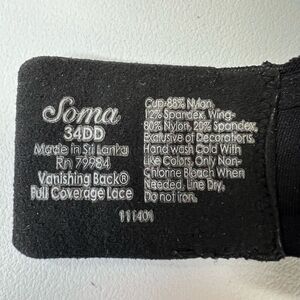 Soma
34DD
Made in Sri Lanka
Rn 79984
Vanishing Back®
Full Coverage Lace
111401
Cup-88% Nylon,
12% Spandex, Wing-
80% Nylon, 20% Spandex,
Exclusive of Decorations.
Hand wash Cold With
Like Colors, Only Non-
Chlorine Bleach When
Needed, Line Dry,
Do not iron.